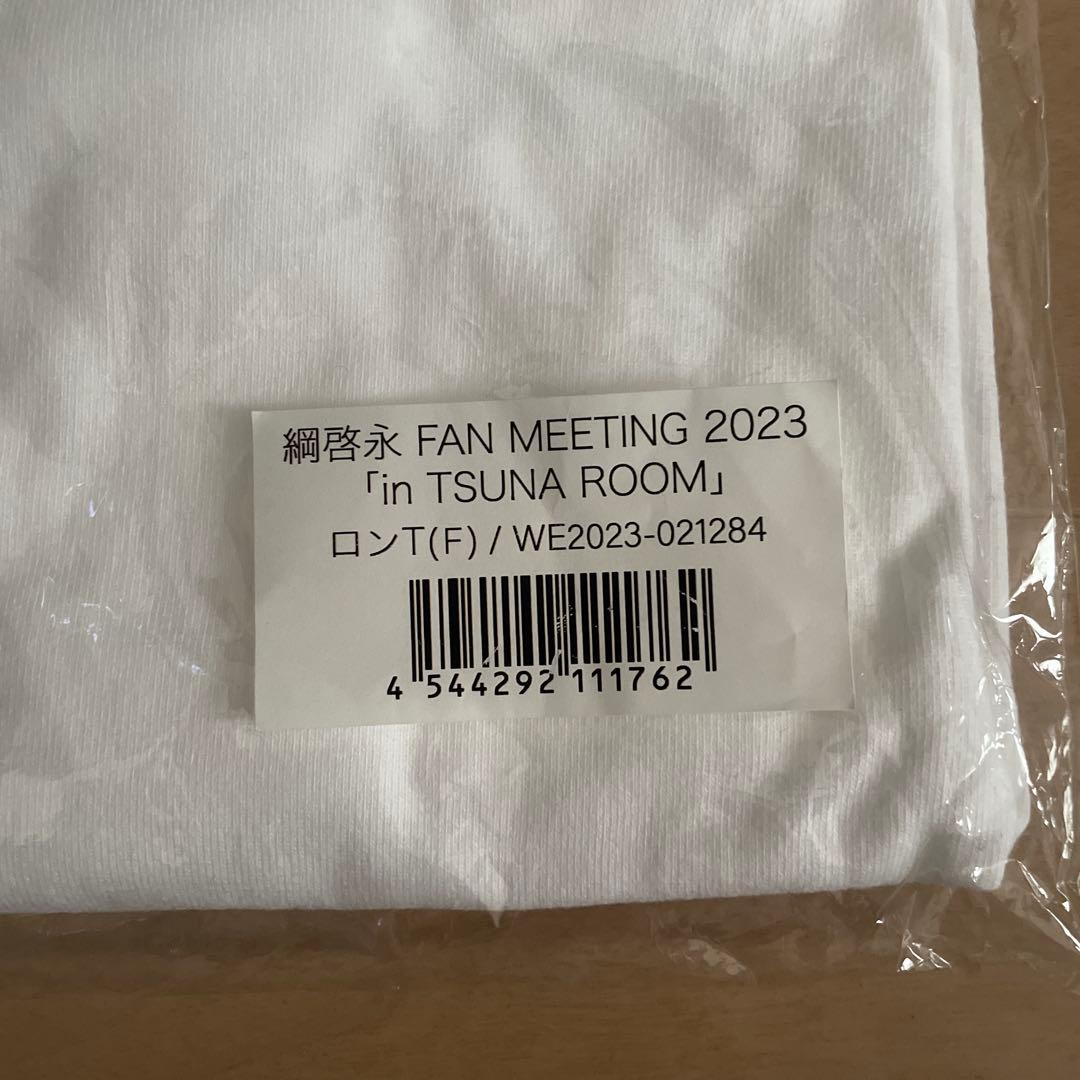 綱啓永 FAN MEETING 2023
「in TSUNA ROOM」
ロンT(F) / WE2023-021284
4 544292 111762